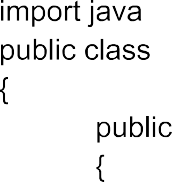 import java
public class
{
public
{